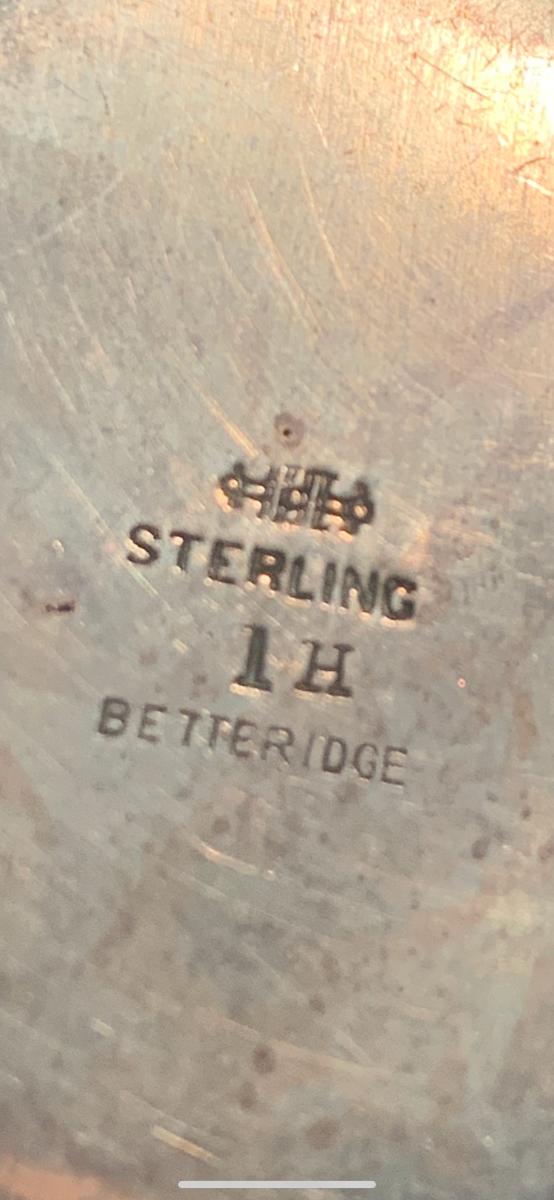 STERLING
1 H
BETTERIDGE